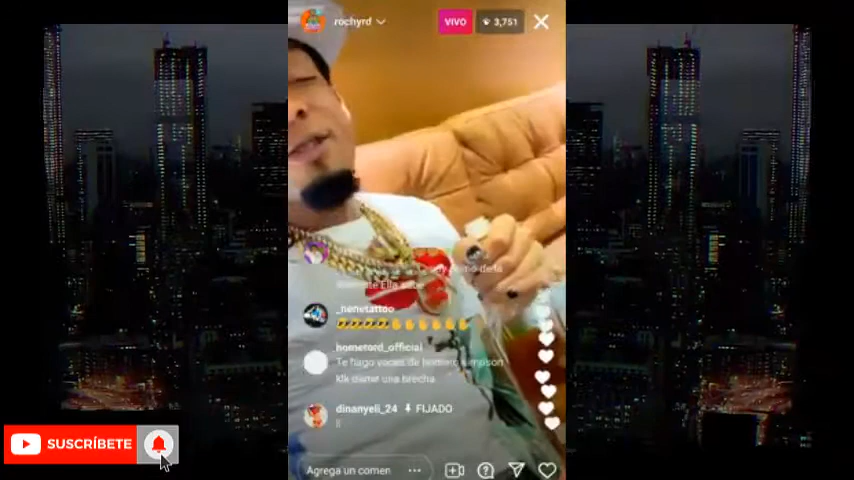 rochyrd
VIVO
3,751
_nenetattoo
homerord_official
Te hago voces de homero simpson
klk dame una brecha
dinanyeli_24 FIJADO
li
Agrega un comen
SUSCRÍBETE